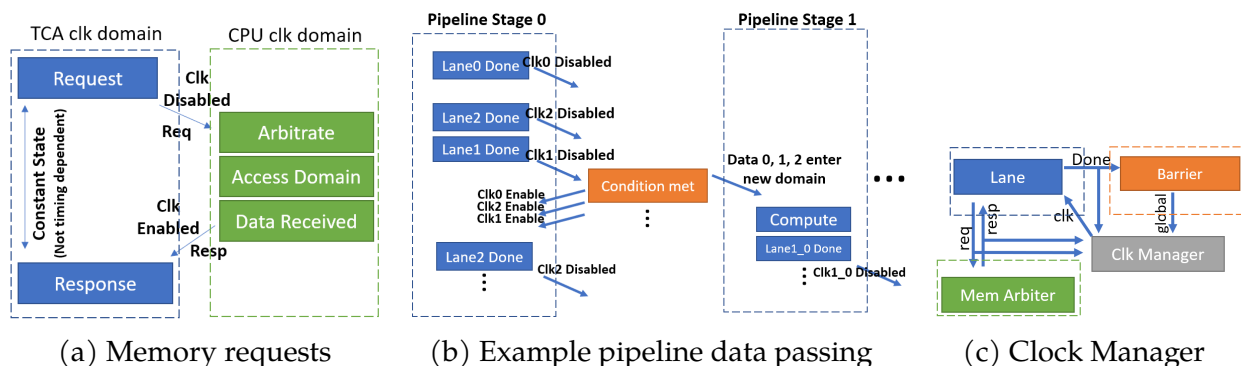 TCA clk domain
CPU clk domain
Request
Clk
Disabled
Req
Constant State
(Not timing dependent)
Arbitrate
Access Domain
Data Received
Clk
Enabled
Resp
Response
(a) Memory requests
Pipeline Stage 0
Pipeline Stage 1
Lane0 Done
Clk0 Disabled
Lane2 Done
Clk2 Disabled
Lane1 Done
Clk1 Disabled
Condition met
Data 0, 1, 2 enter
new domain
Clk0 Enable
Clk2 Enable
Clk1 Enable
Compute
Lane1_0 Done
Lane2 Done
Clk2 Disabled
Clk1_0 Disabled
(b) Example pipeline data passing
Lane
Done
Barrier
req
resp
clk
global
Clk Manager
Mem Arbiter
(c) Clock Manager